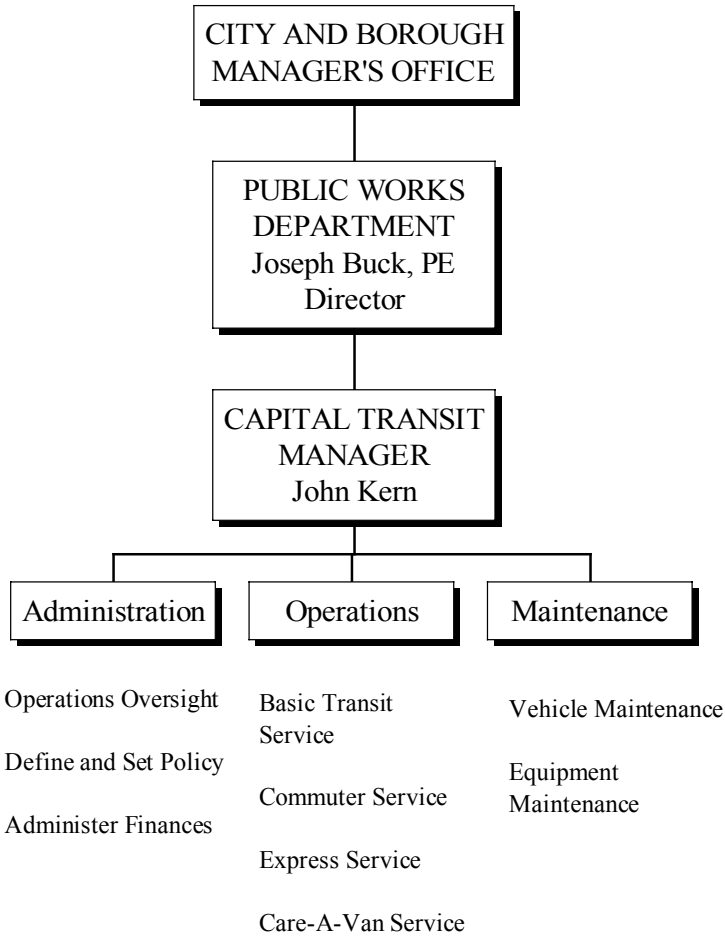 CITY AND BOROUGH
MANAGER'S OFFICE
PUBLIC WORKS
DEPARTMENT
Joseph Buck, PE
Director
CAPITAL TRANSIT
MANAGER
John Kern
Administration
Operations Oversight
Define and Set Policy
Administer Finances
Operations
Basic Transit
Service
Commuter Service
Express Service
Care-A-Van Service
Maintenance
Vehicle Maintenance
Equipment
Maintenance